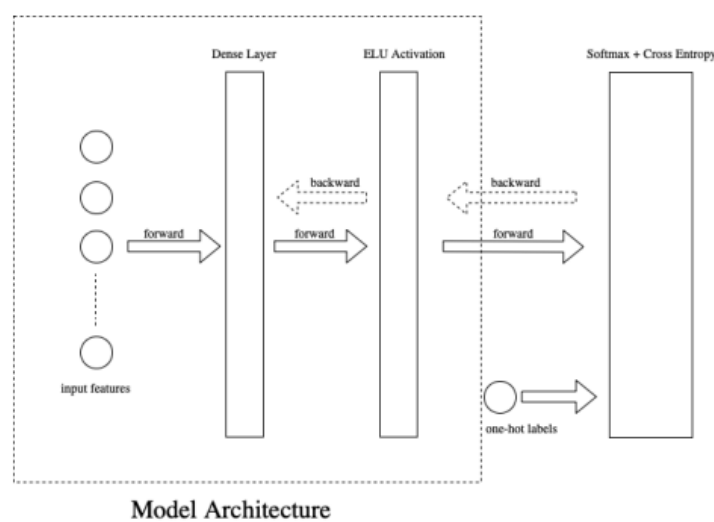 Dense Layer
ELU Activation
Softmax + Cross Entropy
backward
backward
forward
forward
forward
input features
one-hot labels
Model Architecture